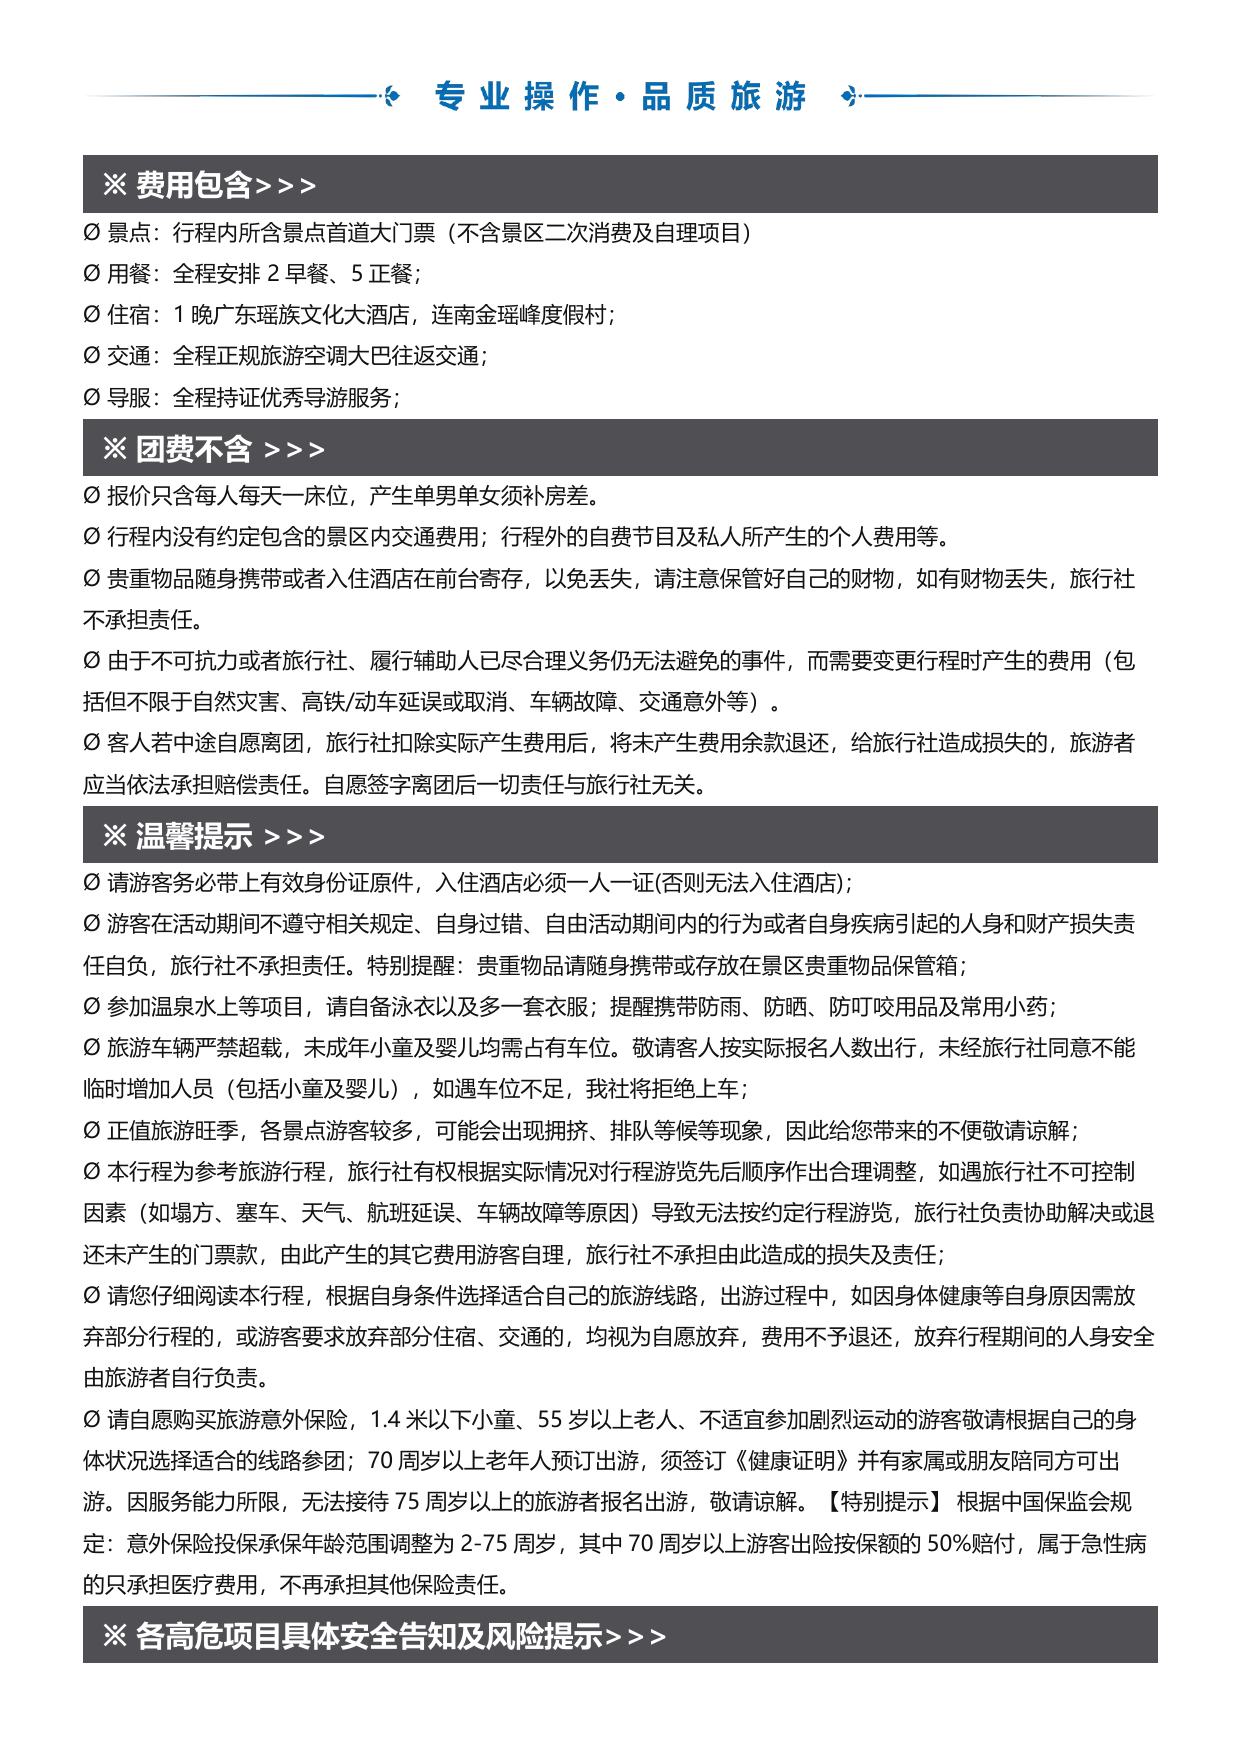 专业操作·品质旅游
※ 费用包含>>>
Ø 景点：行程内所含景点首道大门票（不含景区二次消费及自理项目）
Ø 用餐：全程安排 2 早餐、5 正餐；
Ø 住宿：1 晚广东瑶族文化大酒店，连南金瑶峰度假村；
Ø 交通：全程正规旅游空调大巴往返交通；
Ø 导服：全程持证优秀导游服务；
※ 团费不含 >>>
Ø 报价只含每人每天一床位，产生单男单女须补房差。
Ø 行程内没有约定包含的景区内交通费用；行程外的自费节目及私人所产生的个人费用等。
Ø 贵重物品随身携带或者入住酒店在前台寄存，以免丢失，请注意保管好自己的财物，如有财物丢失，旅行社
不承担责任。
Ø 由于不可抗力或者旅行社、履行辅助人已尽合理义务仍无法避免的事件，而需要变更行程时产生的费用（包
括但不限于自然灾害、高铁/动车延误或取消、车辆故障、交通意外等）。
Ø 客人若中途自愿离团，旅行社扣除实际产生费用后，将未产生费用余款退还，给旅行社造成损失的，旅游者
应当依法承担赔偿责任。自愿签字离团后一切责任与旅行社无关。
※ 温馨提示 >>>
Ø 请游客务必带上有效身份证原件，入住酒店必须一人一证(否则无法入住酒店)；
Ø 游客在活动期间不遵守相关规定、自身过错、自由活动期间内的行为或者自身疾病引起的人身和财产损失责
任自负，旅行社不承担责任。特别提醒：贵重物品请随身携带或存放在景区贵重物品保管箱；
Ø 参加温泉水上等项目，请自备泳衣以及多一套衣服；提醒携带防雨、防晒、防叮咬用品及常用小药；
Ø 旅游车辆严禁超载，未成年小童及婴儿均需占有车位。敬请客人按实际报名人数出行，未经旅行社同意不能
临时增加人员（包括小童及婴儿），如遇车位不足，我社将拒绝上车；
Ø 正值旅游旺季，各景点游客较多，可能会出现拥挤、排队等候等现象，因此给您带来的不便敬请谅解；
Ø 本行程为参考旅游行程，旅行社有权根据实际情况对行程游览先后顺序作出合理调整，如遇旅行社不可控制
因素（如塌方、塞车、天气、航班延误、车辆故障等原因）导致无法按约定行程游览，旅行社负责协助解决或退
还未产生的门票款，由此产生的其它费用游客自理，旅行社不承担由此造成的损失及责任；
Ø 请您仔细阅读本行程，根据自身条件选择适合自己的旅游线路，出游过程中，如因身体健康等自身原因需放
弃部分行程的，或游客要求放弃部分住宿、交通的，均视为自愿放弃，费用不予退还，放弃行程期间的人身安全
由旅游者自行负责。
Ø 请自愿购买旅游意外保险，1.4 米以下小童、55 岁以上老人、不适宜参加剧烈运动的游客敬请根据自己的身
体状况选择适合的线路参团；70 周岁以上老年人预订出游，须签订《健康证明》并有家属或朋友陪同方可出
游。因服务能力所限，无法接待 75 周岁以上的旅游者报名出游，敬请谅解。【特别提示】 根据中国保监会规
定：意外保险投保承保年龄范围调整为 2-75 周岁，其中 70 周岁以上游客出险按保额的 50%赔付，属于急性病
的只承担医疗费用，不再承担其他保险责任。
※ 各高危项目具体安全告知及风险提示>>>